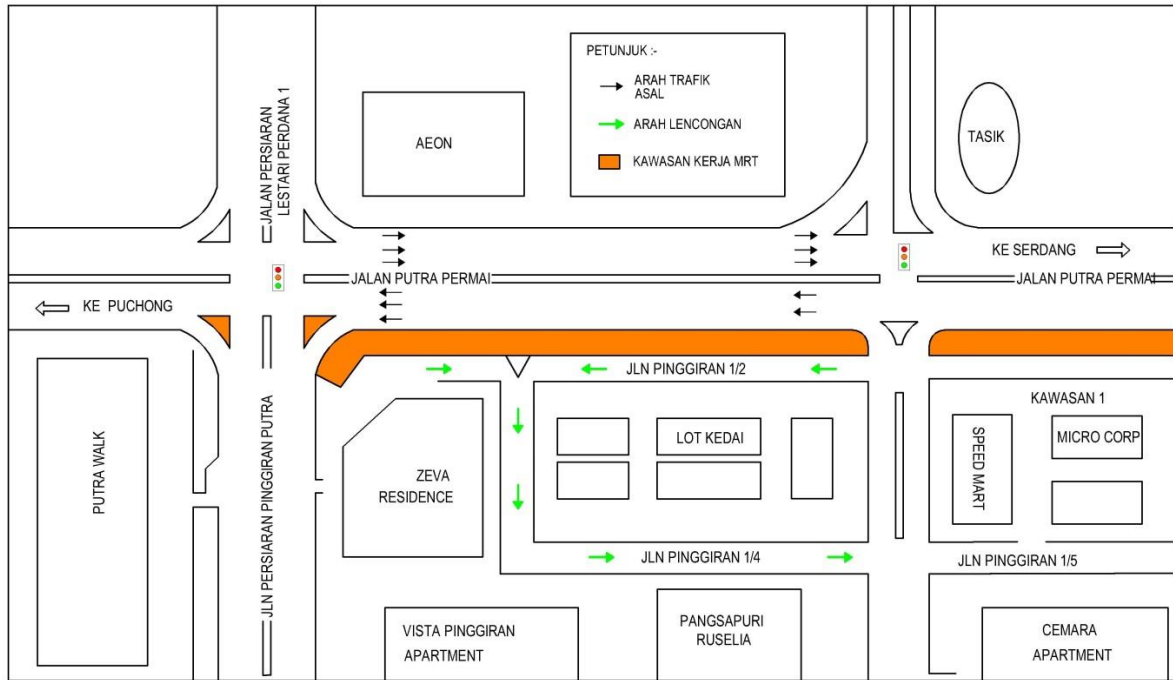 PETUNJUK :-
ARAH TRAFIK
ASAL
ARAH LENCONGAN
KAWASAN KERJA MRT
JALAN PERSIARAN
LESTARI PERDANA 1
AEON
TASIK
KE SERDANG
JALAN PUTRA PERMAI
JALAN PUTRA PERMAI
KE PUCHONG
JLN PINGGIRAN 1/2
KAWASAN 1
PUTRA WALK
JLN PERSIARAN PINGGIRAN PUTRA
ZEVA
RESIDENCE
LOT KEDAI
SPEED MART
MICRO CORP
JLN PINGGIRAN 1/4
JLN PINGGIRAN 1/5
VISTA PINGGIRAN
APARTMENT
PANGSAPURI
RUSELIA
CEMARA
APARTMENT